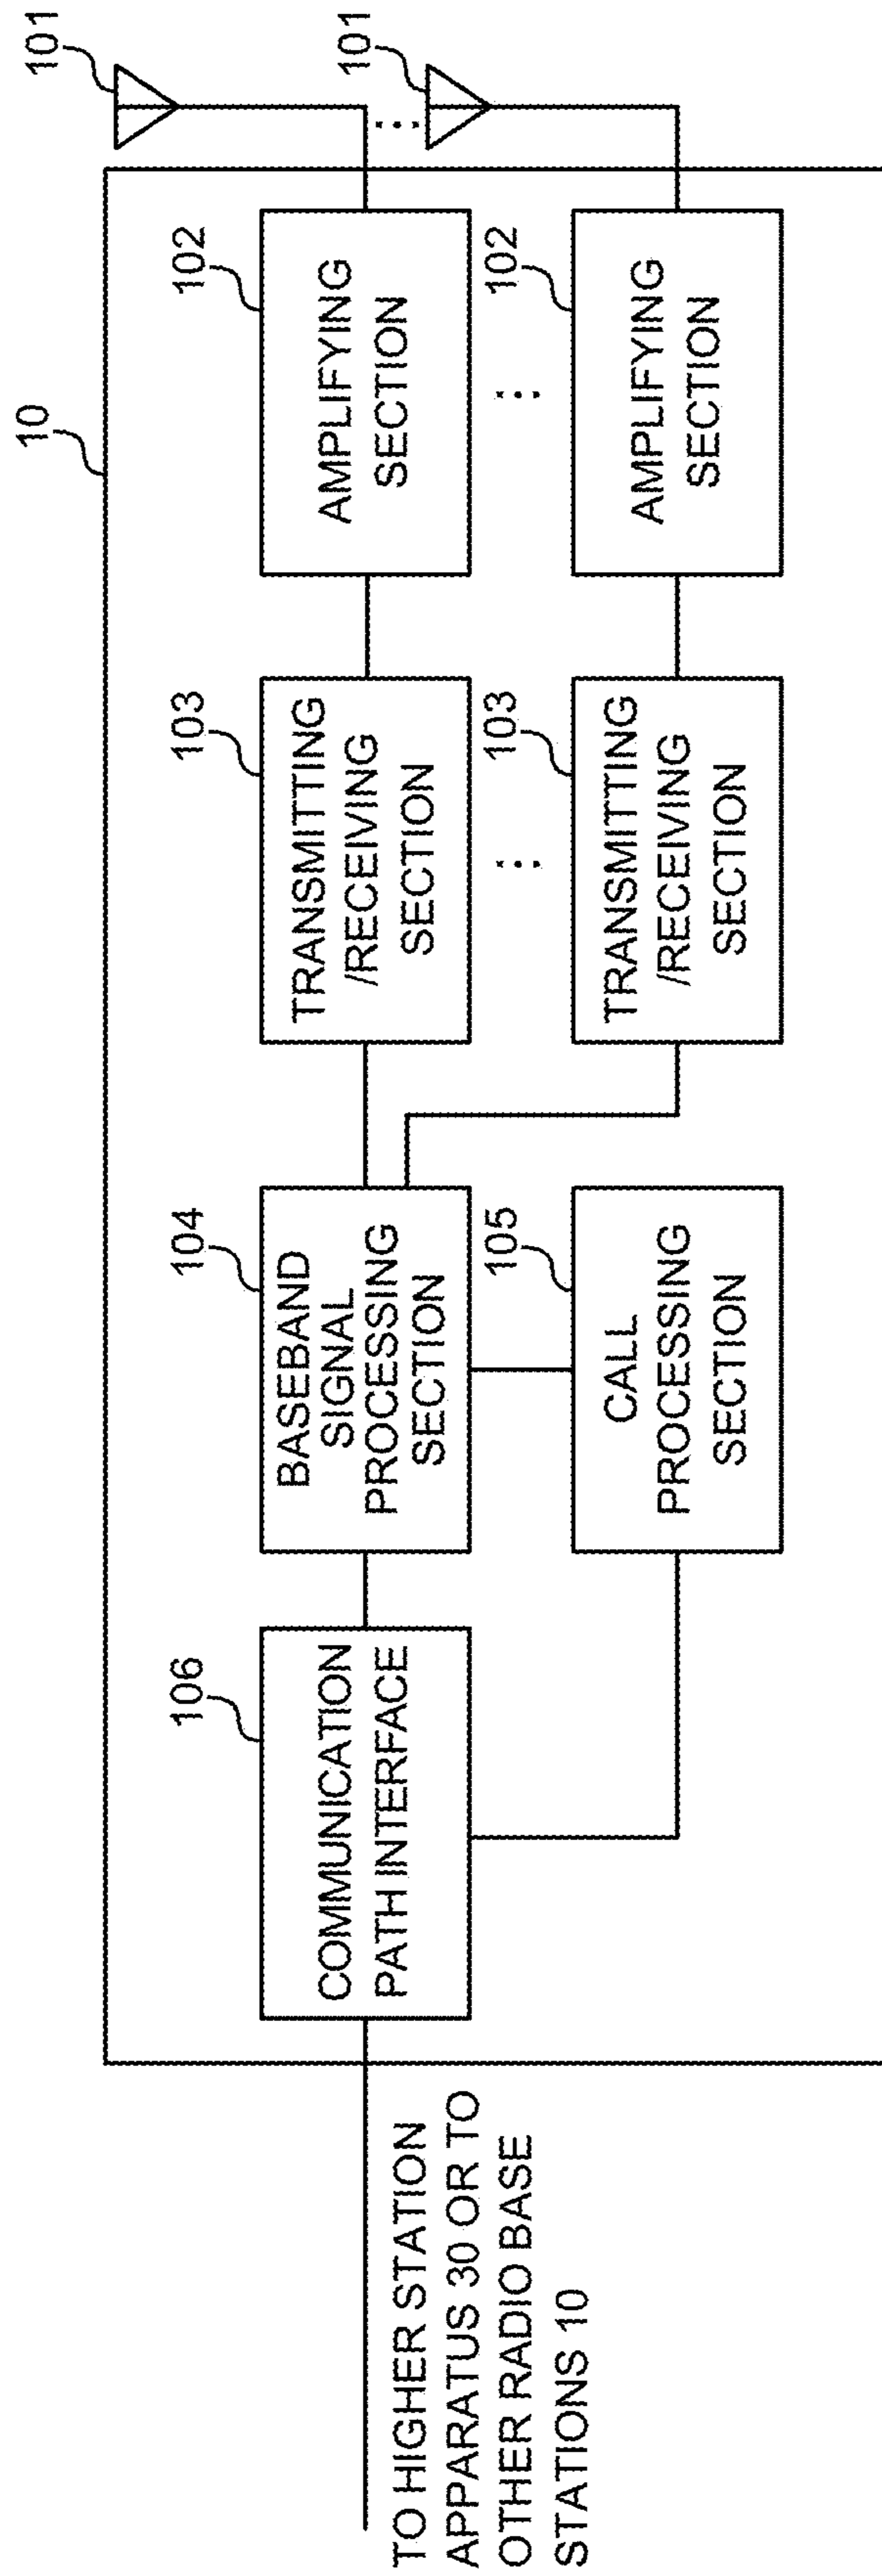 10
101
101
106
COMMUNICATION
PATH INTERFACE
104
BASEBAND
SIGNAL
PROCESSING
SECTION
103
TRANSMITTING
/RECEIVING
SECTION
102
AMPLIFYING
SECTION
105
CALL
PROCESSING
SECTION
103
TRANSMITTING
/RECEIVING
SECTION
102
AMPLIFYING
SECTION
TO HIGHER STATION
APPARATUS 30 OR TO
OTHER RADIO BASE
STATIONS 10